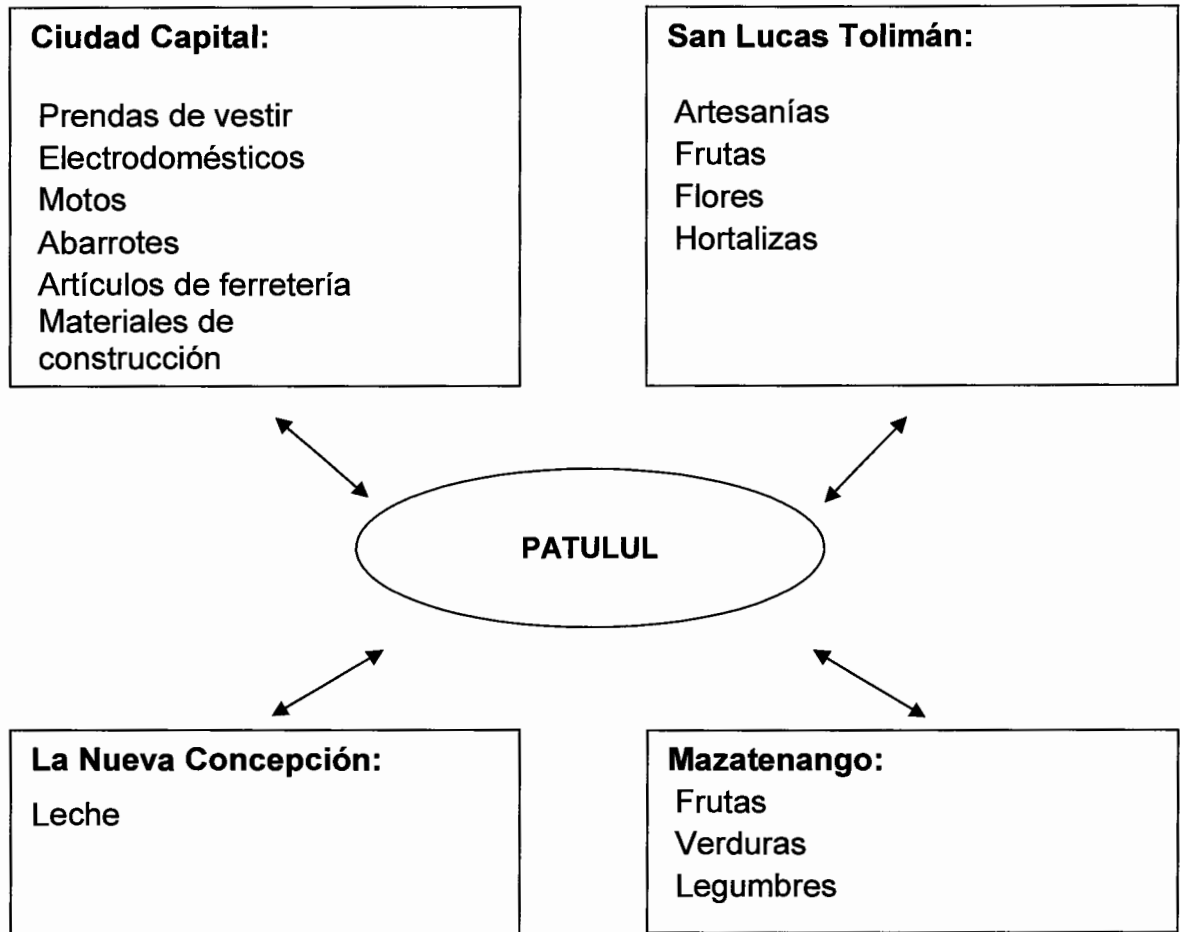 Ciudad Capital:
Prendas de vestir
Electrodomésticos
Motos
Abarrotes
Artículos de ferretería
Materiales de
construcción
San Lucas Tolimán:
Artesanías
Frutas
Flores
Hortalizas
PATULUL
La Nueva Concepción:
Leche
Mazatenango:
Frutas
Verduras
Legumbres